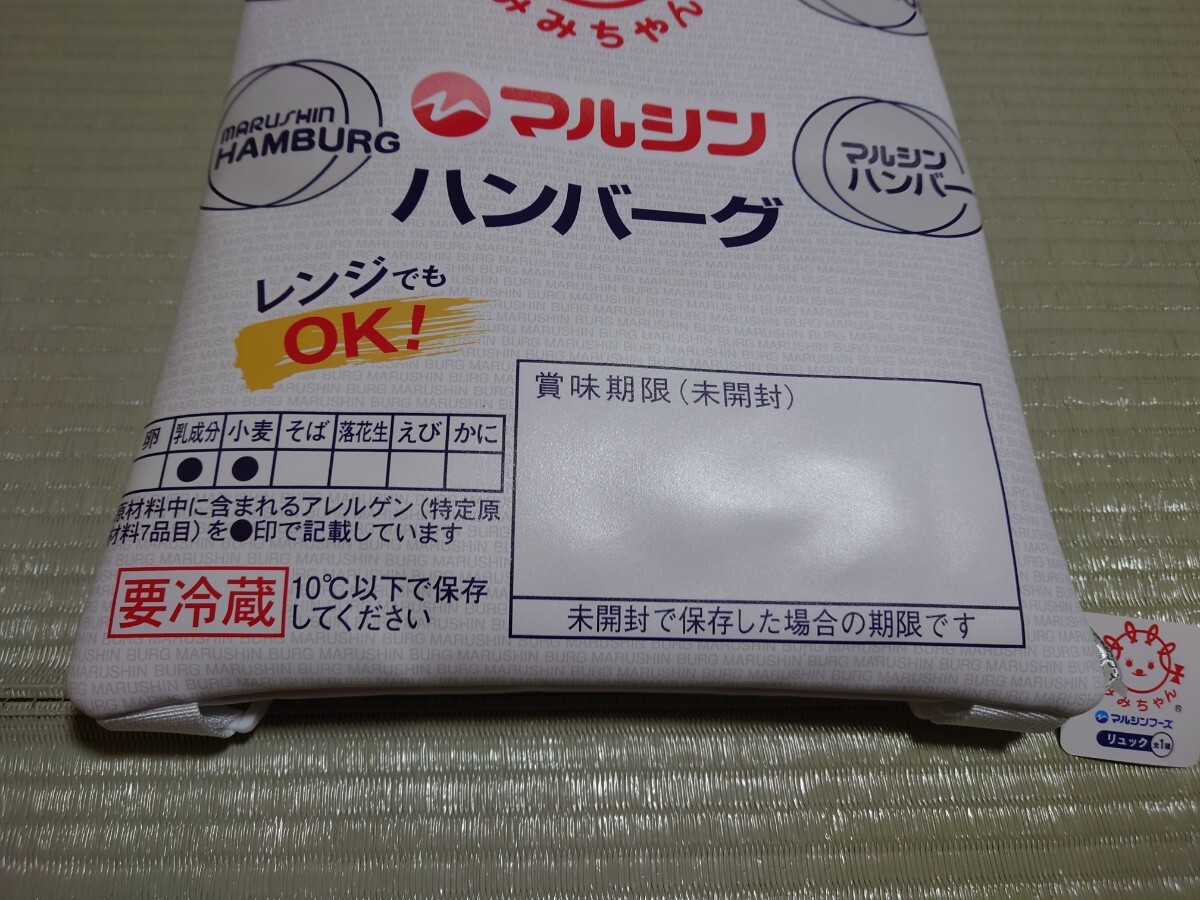 みみちゃん
マルシン
ハンバーグ
MARUSHIN
HAMBURG
マルシン
ハンバー
レンジでも
OK!
卵 乳成分 小麦 そば 落花生 えび かに
● ●
原材料中に含まれるアレルゲン(特定原
材料7品目)を●印で記載しています
要冷蔵
10℃以下で保存
してください
賞味期限(未開封)
未開封で保存した場合の期限です
みみちゃん
®
マルシンフーズ
リュック 全1種